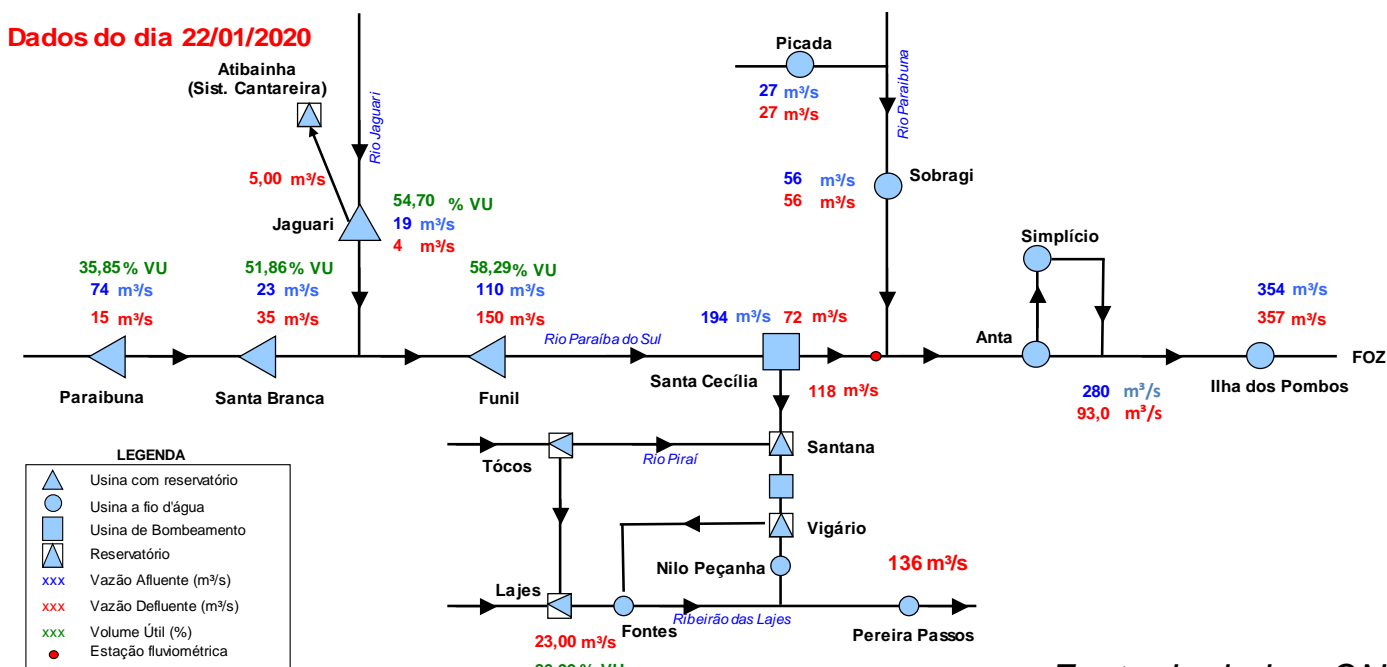 Dados do dia 22/01/2020
Atibainha
(Sist. Cantareira)
Rio Jaguari
5,00 m³/s
Jaguari
54,70 % VU
19 m³/s
4 m³/s
Picada
27 m³/s
27 m³/s
Rio Paraibuna
56 m³/s
56 m³/s
Sobragi
Simplício
35,85% VU
74 m³/s
15 m³/s
Paraibuna
51,86% VU
23 m³/s
35 m³/s
Santa Branca
58,29% VU
110 m³/s
150 m³/s
Funil
Rio Paraíba do Sul
194 m³/s 72 m³/s
Santa Cecília
118 m³/s
Anta
280 m³/s
93,0 m³/s
354 m³/s
357 m³/s
Ilha dos Pombos
FOZ
Tócos
Rio Piraí
Santana
Vigário
Nilo Peçanha
136 m³/s
Lajes
Fontes
Ribeirão das Lajes
Pereira Passos
23,00 m³/s
LEGENDA
Usina com reservatório
Usina a fio d'água
Usina de Bombeamento
Reservatório
xxx Vazão Afluente (m³/s)
xxx Vazão Defluente (m³/s)
xxx Volume Útil (%)
Estação fluviométrica